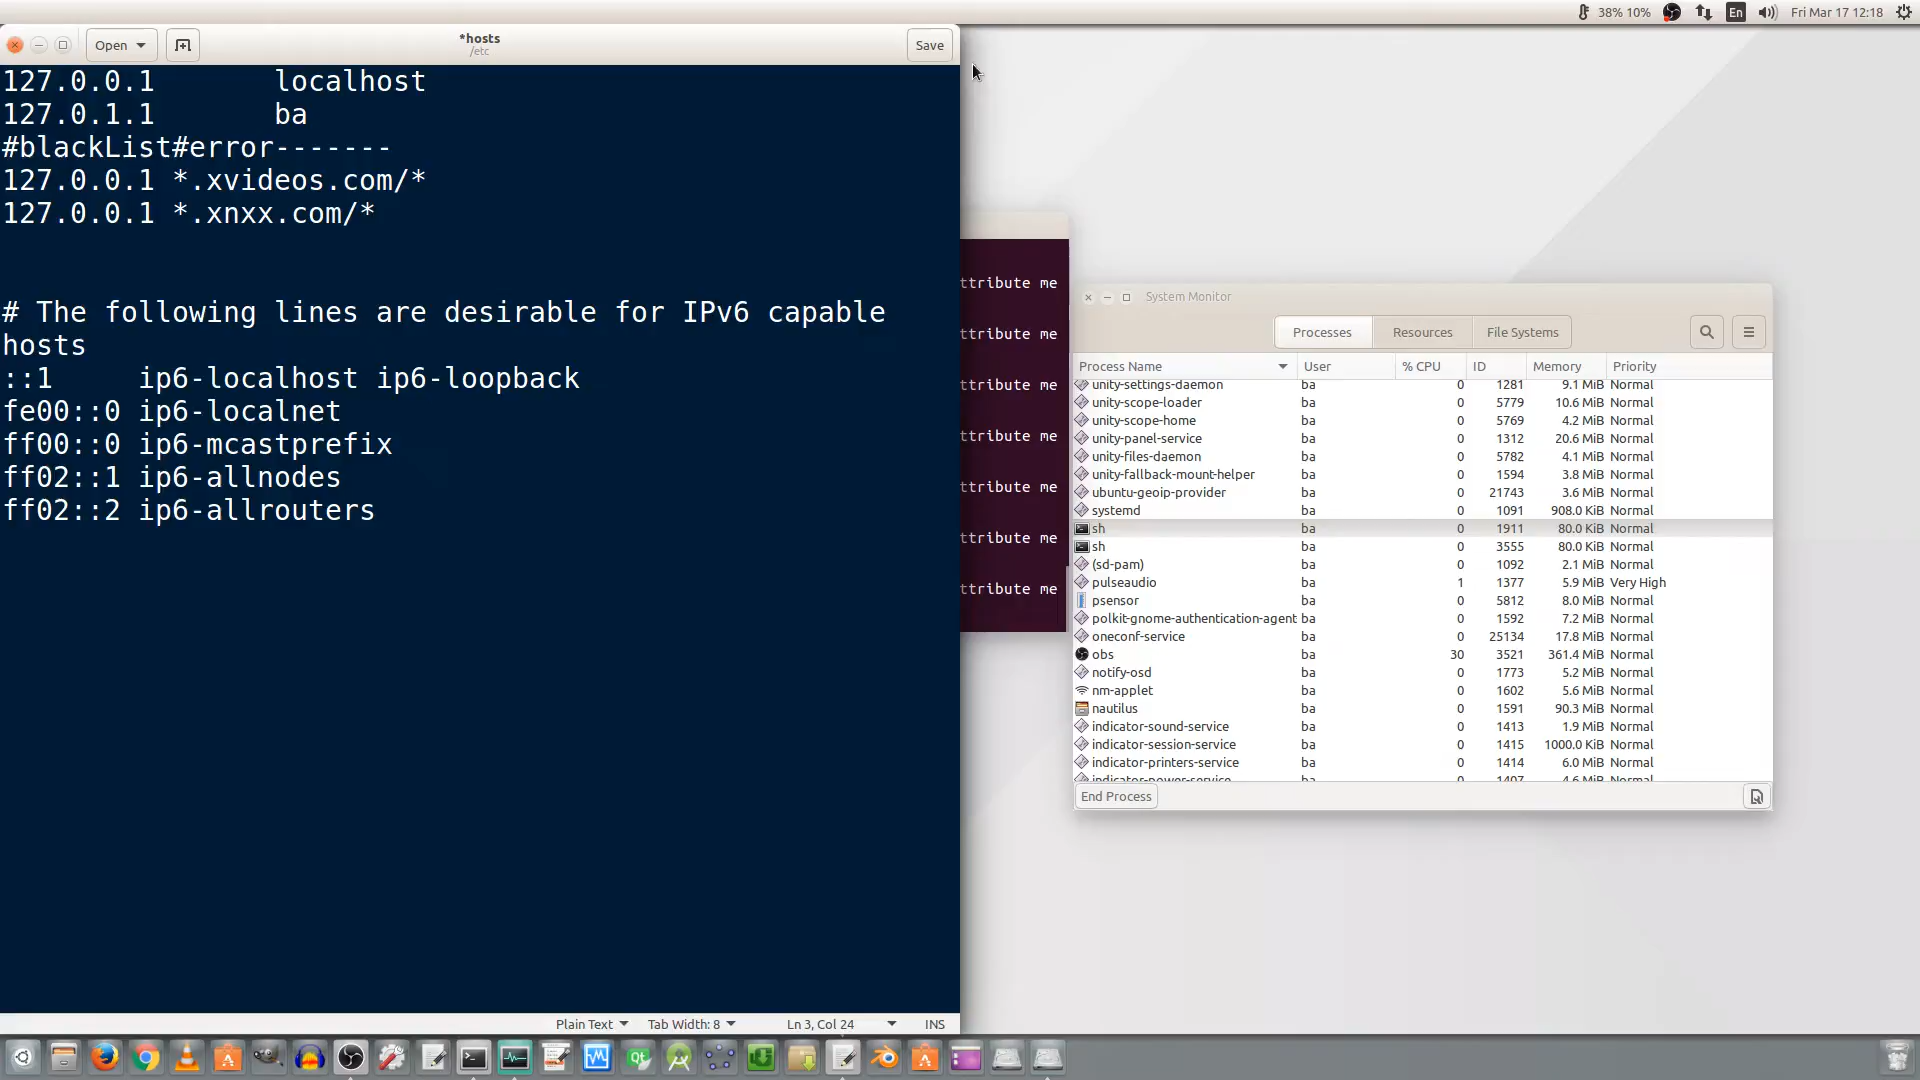 38% 10% En Fri Mar 17 12:18
Open *hosts Save
/etc
127.0.0.1 localhost
127.0.1.1 ba
#blackList#error-------
127.0.0.1 *.xvideos.com/*
127.0.0.1 *.xnxx.com/*
# The following lines are desirable for IPv6 capable
hosts
::1 ip6-localhost ip6-loopback
fe00::0 ip6-localnet
ff00::0 ip6-mcastprefix
ff02::1 ip6-allnodes
ff02::2 ip6-allrouters
Plain Text Tab Width: 8 Ln 3, Col 24 INS
ttribute me
ttribute me
ttribute me
ttribute me
ttribute me
ttribute me
ttribute me
System Monitor
Processes Resources File Systems
Process Name User % CPU ID Memory Priority
unity-settings-daemon ba 0 1281 9.1 MiB Normal
unity-scope-loader ba 0 5779 10.6 MiB Normal
unity-scope-home ba 0 5769 4.2 MiB Normal
unity-panel-service ba 0 1312 20.6 MiB Normal
unity-files-daemon ba 0 5782 4.1 MiB Normal
unity-fallback-mount-helper ba 0 1594 3.8 MiB Normal
ubuntu-geoip-provider ba 0 21743 3.6 MiB Normal
systemd ba 0 1091 908.0 KiB Normal
sh ba 0 1911 80.0 KiB Normal
sh ba 0 3555 80.0 KiB Normal
(sd-pam) ba 0 1092 2.1 MiB Normal
pulseaudio ba 1 1377 5.9 MiB Very High
psensor ba 0 5812 8.0 MiB Normal
polkit-gnome-authentication-agent ba 0 1592 7.2 MiB Normal
oneconf-service ba 0 25134 17.8 MiB Normal
obs ba 30 3521 361.4 MiB Normal
notify-osd ba 0 1773 5.2 MiB Normal
nm-applet ba 0 1602 5.6 MiB Normal
nautilus ba 0 1591 90.3 MiB Normal
indicator-sound-service ba 0 1413 1.9 MiB Normal
indicator-session-service ba 0 1415 1000.0 KiB Normal
indicator-printers-service ba 0 1414 6.0 MiB Normal
indicator-power-service ba 0 1407 4.6 MiB Normal
End Process